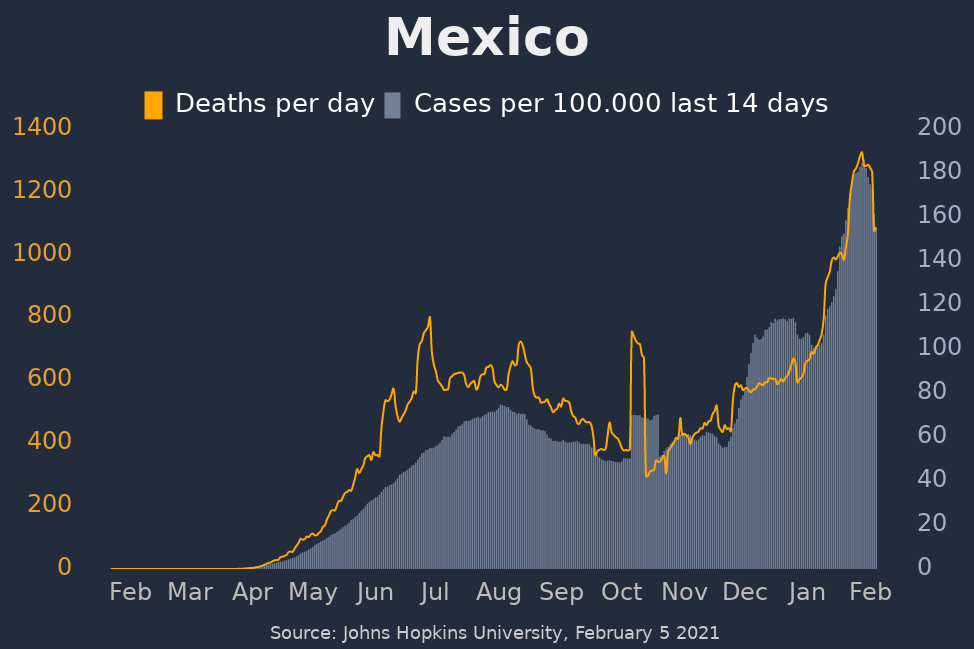 Mexico
Deaths per day Cases per 100.000 last 14 days
1400 200
1200 180
1000 160
800 140
600 120
400 100
200 80
0 60
40
20
0
Feb Mar Apr May Jun Jul Aug Sep Oct Nov Dec Jan Feb
Source: Johns Hopkins University, February 5 2021